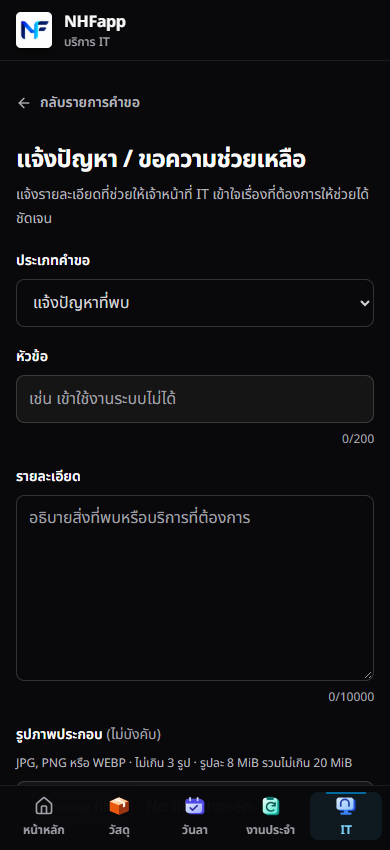 NHFapp
บริการ IT
← กลับรายการคำขอ
แจ้งปัญหา / ขอความช่วยเหลือ
แจ้งรายละเอียดที่ช่วยให้เจ้าหน้าที่ IT เข้าใจเรื่องที่ต้องการให้ช่วยได้
ชัดเจน
ประเภทคำขอ
แจ้งปัญหาที่พบ
หัวข้อ
เช่น เข้าใช้งานระบบไม่ได้
0/200
รายละเอียด
อธิบายสิ่งที่พบหรือบริการที่ต้องการ
0/10000
รูปภาพประกอบ (ไม่บังคับ)
JPG, PNG หรือ WEBP · ไม่เกิน 3 รูป · รูปละ 8 MiB รวมไม่เกิน 20 MiB
หน้าหลัก
วัสดุ
วันลา
งานประจำ
IT